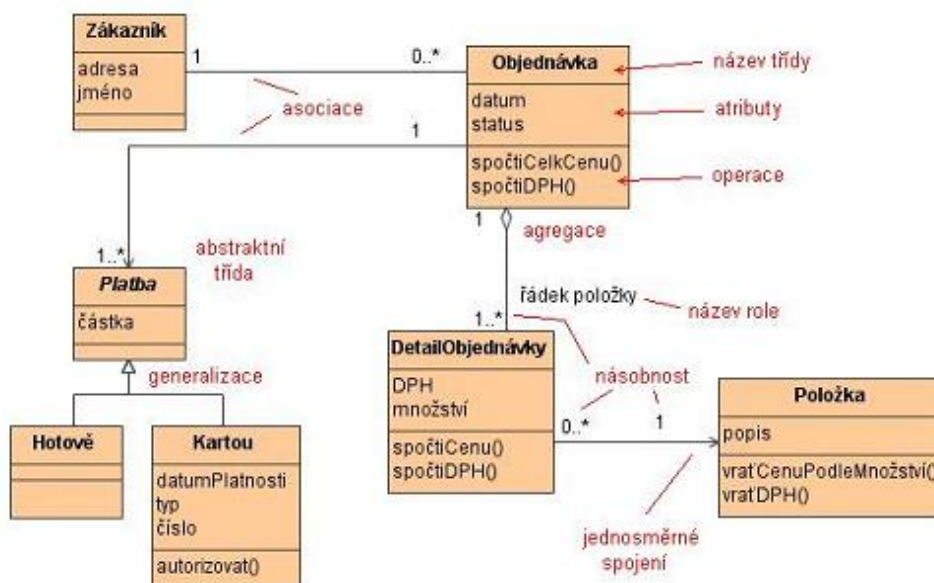 Zákazník
adresa
jméno
1
0..*
asociace
Objednávka
datum
status
spočtiCelkCenu()
spočtiDPH()
název třídy
atributy
operace
1
1..*
abstraktní
třída
Platba
částka
generalizace
Hotově
Kartou
datumPlatnosti
typ
číslo
autorizovat()
1
agregace
řádek položky
název role
1..*
DetailObjednávky
DPH
množství
spočtiCenu()
spočtiDPH()
násobnost
0..*
1
Položka
popis
vraťCenuPodleMnožství()
vraťDPH()
jednosměrné
spojení